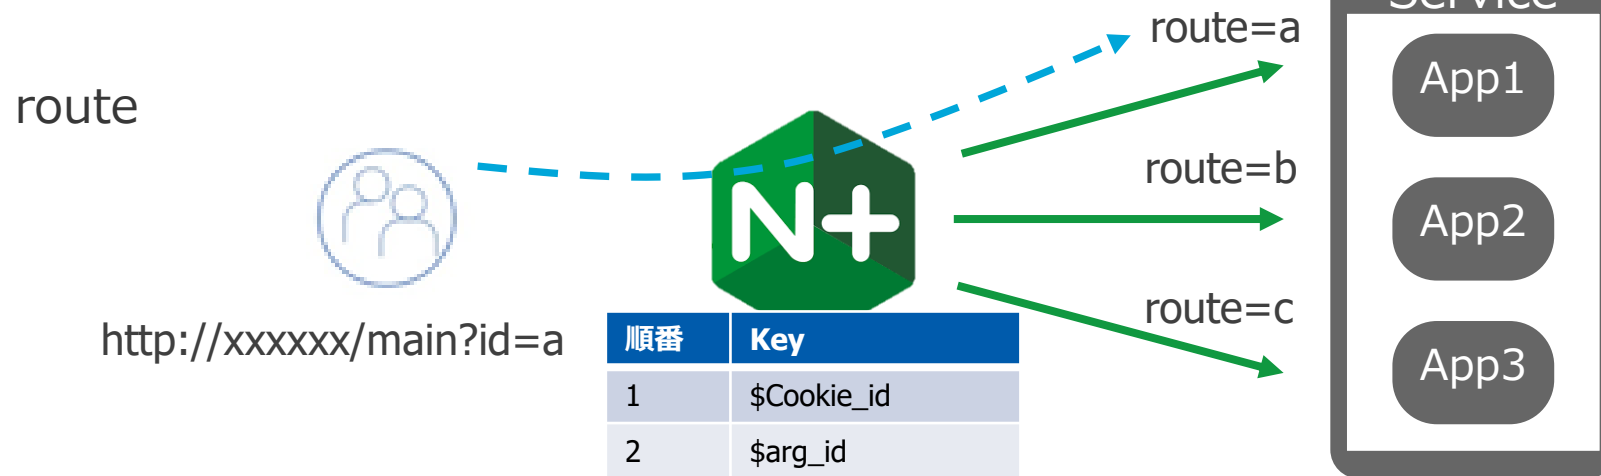 Service
route=a
route
App1
route=b
N+
App2
route=c
http://xxxxxx/main?id=a
順番 Key
App3
1 $Cookie_id
2 $arg_id